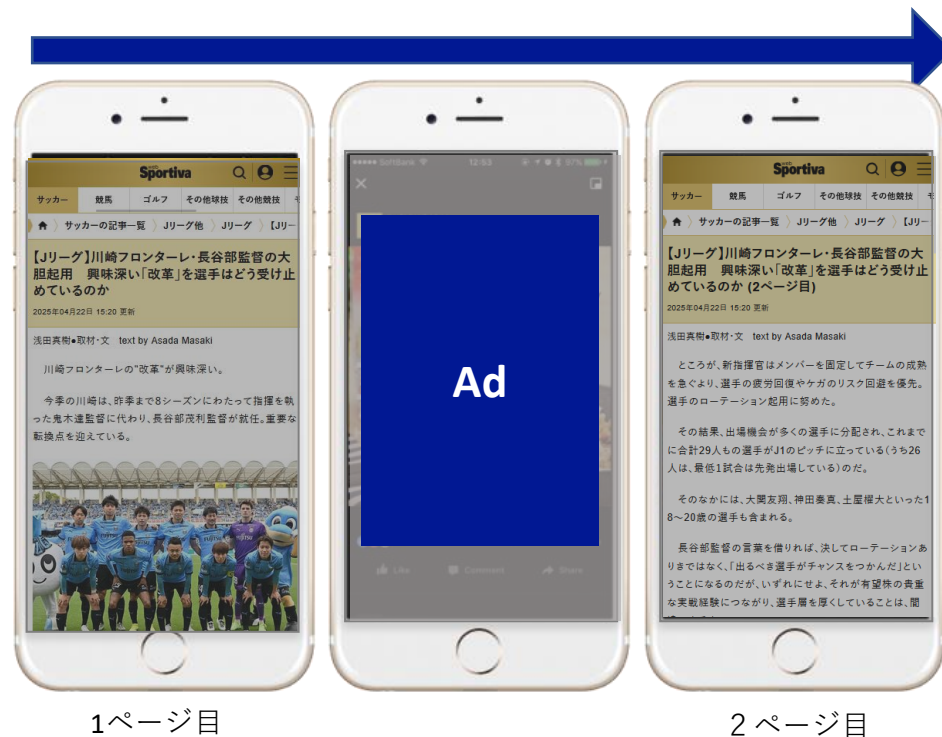 web
Sportiva
サッカー 競馬 ゴルフ その他球技 その他競技
サッカーの記事一覧 〉 Jリーグ他 〉 Jリーグ 〉 【Jリー
【Jリーグ】川崎フロンターレ・長谷部監督の大
胆起用 興味深い「改革」を選手はどう受け止
めているのか
2025年04月22日 15:20 更新
浅田真樹●取材・文 text by Asada Masaki
川崎フロンターレの"改革"が興味深い。
今季の川崎は、昨季まで8シーズンにわたって指揮を執
った鬼木達監督に代わり、長谷部茂利監督が就任。重要な
転換点を迎えている。
1ページ目
SoftBank 12:53 97%
Ad
Like Comment Share
web
Sportiva
サッカー 競馬 ゴルフ その他球技 その他競技
サッカーの記事一覧 〉 Jリーグ他 〉 Jリーグ 〉 【Jリー
【Jリーグ】川崎フロンターレ・長谷部監督の大
胆起用 興味深い「改革」を選手はどう受け止
めているのか (2ページ目)
2025年04月22日 15:20 更新
浅田真樹●取材・文 text by Asada Masaki
ところが、新指揮官はメンバーを固定してチームの成熟
を急ぐより、選手の疲労回復やケガのリスク回避を優先。
選手のローテーション起用に努めた。
その結果、出場機会が多くの選手に分配され、これまで
に合計29人もの選手がJ1のピッチに立っている(うち26
人は、最低1試合は先発出場している)のだ。
そのなかには、大関友翔、神田奏真、土屋櫂大といった1
8〜20歳の選手も含まれる。
長谷部監督の言葉を借りれば、決してローテーションあ
りきではなく、「出るべき選手がチャンスをつかんだ」とい
うことになるのだが、いずれにせよ、それが有望株の貴重
な実戦経験につながり、選手層を厚くしていることは、間
２ページ目